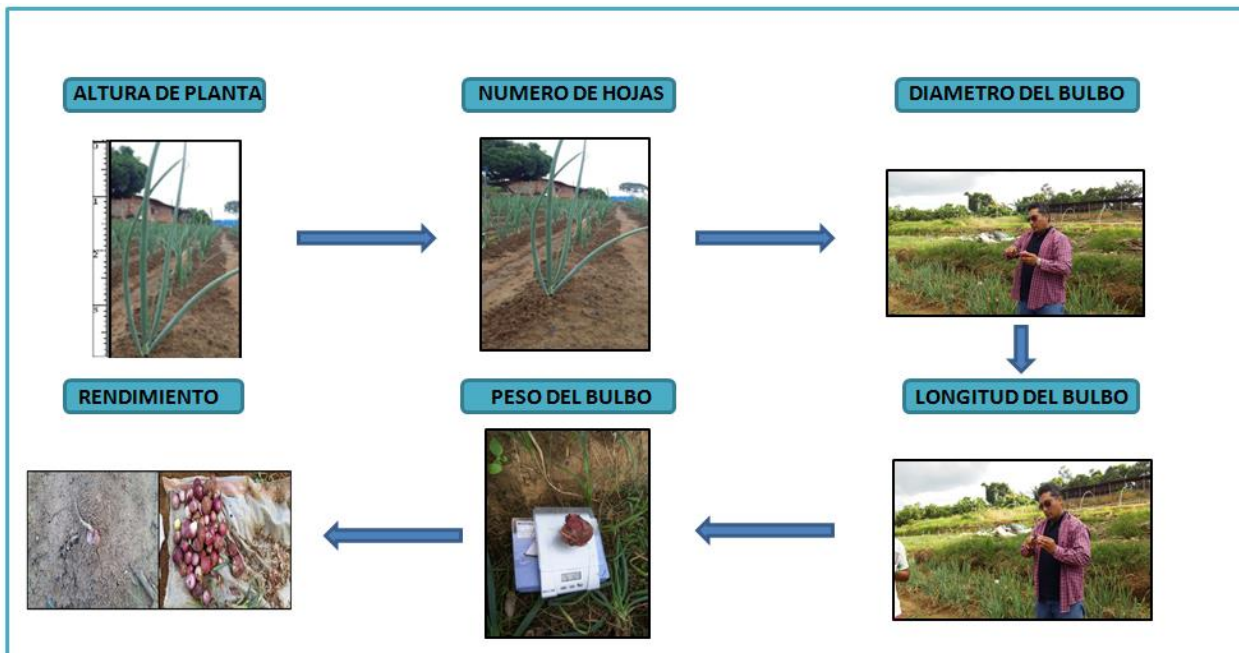 ALTURA DE PLANTA
NUMERO DE HOJAS
DIAMETRO DEL BULBO
RENDIMIENTO
PESO DEL BULBO
LONGITUD DEL BULBO